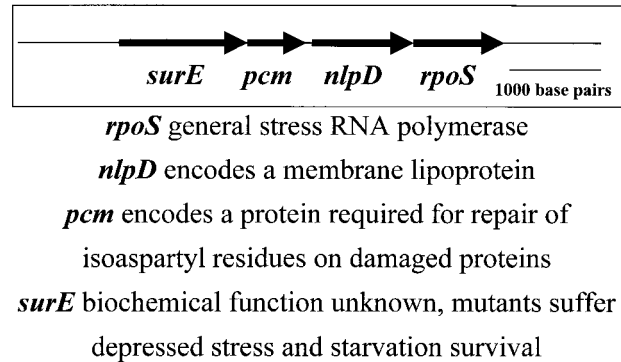 surE pcm nlpD rpoS
1000 base pairs
rpoS general stress RNA polymerase
nlpD encodes a membrane lipoprotein
pcm encodes a protein required for repair of
isoaspartyl residues on damaged proteins
surE biochemical function unknown, mutants suffer
depressed stress and starvation survival